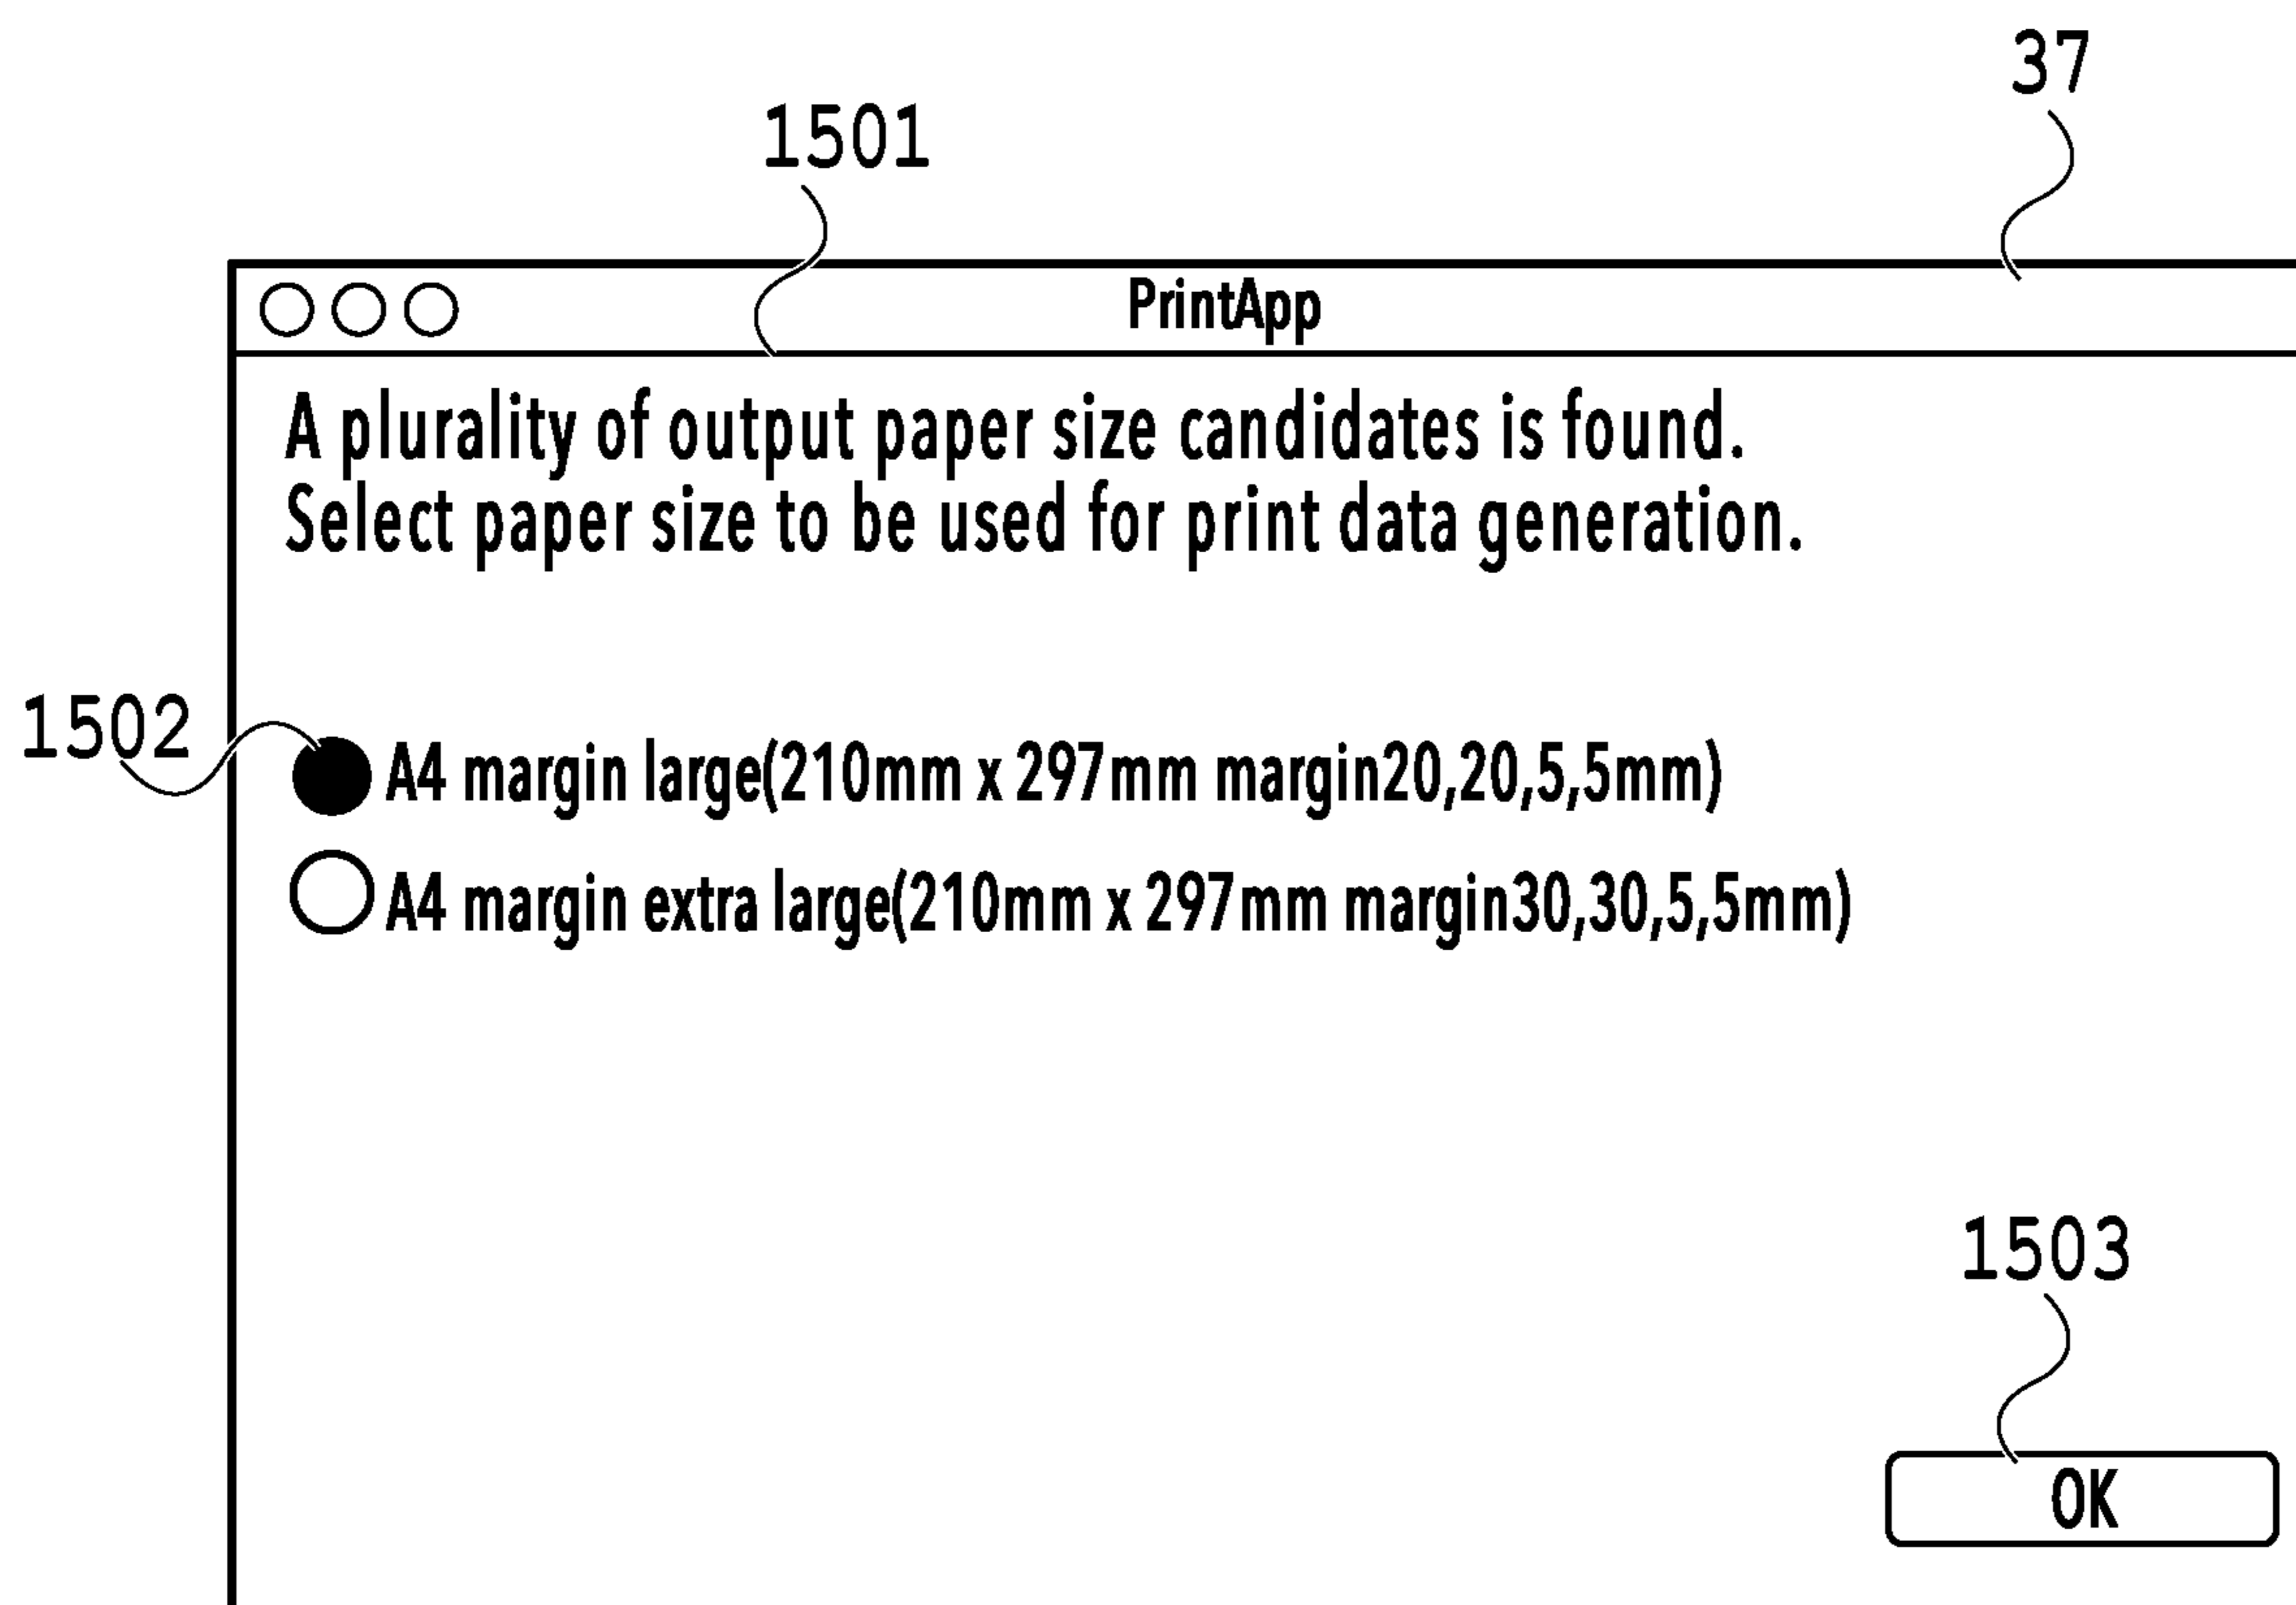 37
1501
PrintApp
A plurality of output paper size candidates is found.
Select paper size to be used for print data generation.
1502
A4 margin large(210mm x 297mm margin20,20,5,5mm)
A4 margin extra large(210mm x 297mm margin30,30,5,5mm)
1503
OK